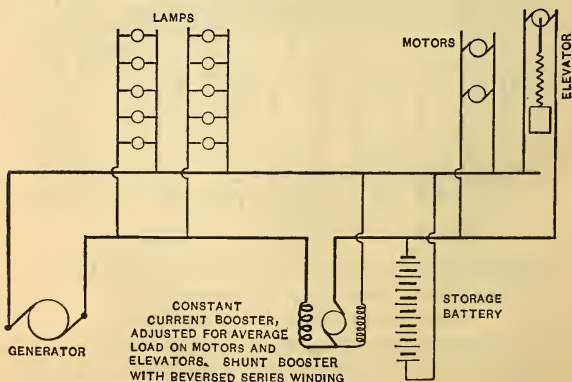 LAMPS
MOTORS
ELEVATOR
GENERATOR
CONSTANT
CURRENT BOOSTER,
ADJUSTED FOR AVERAGE
LOAD ON MOTORS AND
ELEVATORS. SHUNT BOOSTER
WITH BEVERSED SERIES WINDING
STORAGE
BATTERY